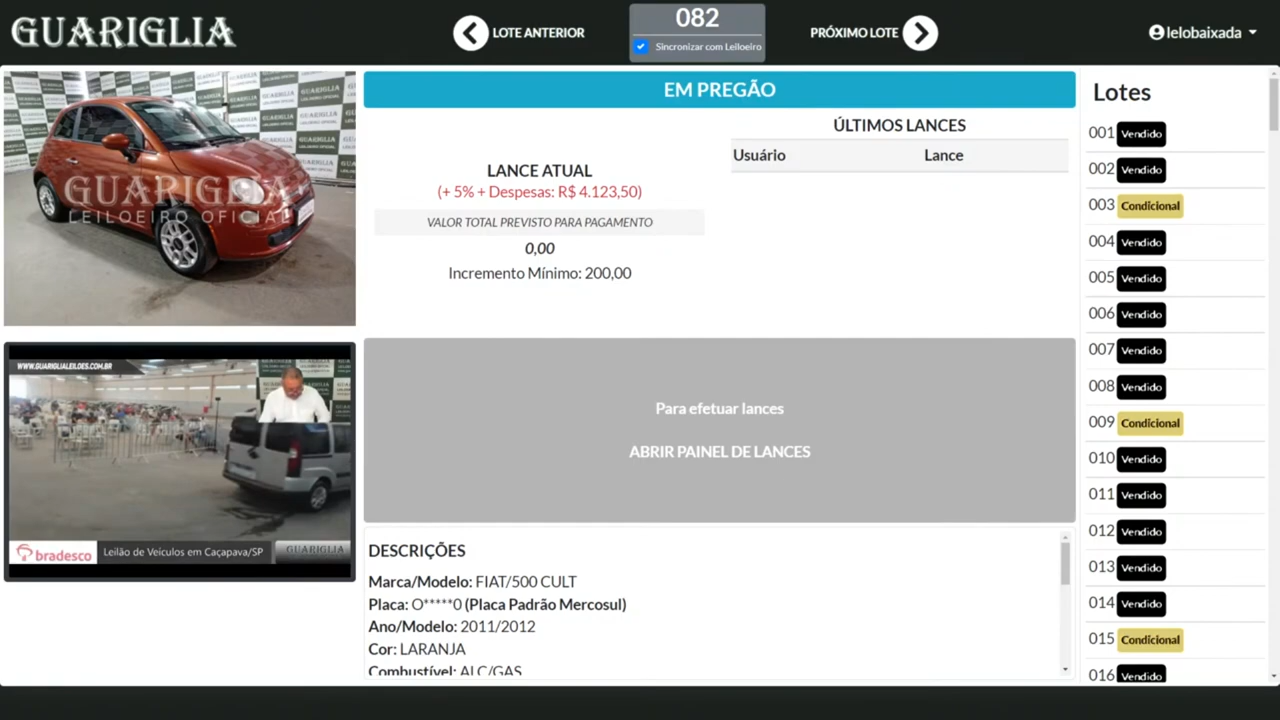 GUARIGLIA
LOTE ANTERIOR
082
Sincronizar com Leiloeiro
PRÓXIMO LOTE
lelobaixada
GUARIGLIA
LEILOEIRO OFICIAL
EM PREGÃO
LANCE ATUAL
(+ 5% + Despesas: R$ 4.123,50)
VALOR TOTAL PREVISTO PARA PAGAMENTO
0,00
Incremento Mínimo: 200,00
ÚLTIMOS LANCES
Usuário Lance
WWW.GUARIGLIALEILOES.COM.BR
bradesco
Leilão de Veiculos em Caçapava/SP
GUARIGLIA
Para efetuar lances
ABRIR PAINEL DE LANCES
DESCRIÇÕES
Marca/Modelo: FIAT/500 CULT
Placa: O*****0 (Placa Padrão Mercosul)
Ano/Modelo: 2011/2012
Cor: LARANJA
Combustível: ALC/GAS
Lotes
001 Vendido
002 Vendido
003 Condicional
004 Vendido
005 Vendido
006 Vendido
007 Vendido
008 Vendido
009 Condicional
010 Vendido
011 Vendido
012 Vendido
013 Vendido
014 Vendido
015 Condicional
016 Vendido